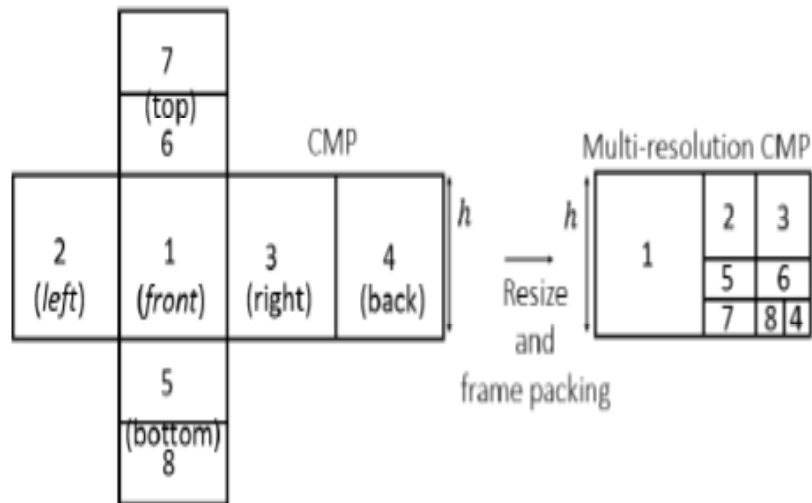 7
(top)
6
CMP
2
(left)
1
(front)
3
(right)
4
(back)
h
5
(bottom)
8
Resize
and
frame packing
Multi-resolution CMP
h
1
2 3
5 6
7 8 4